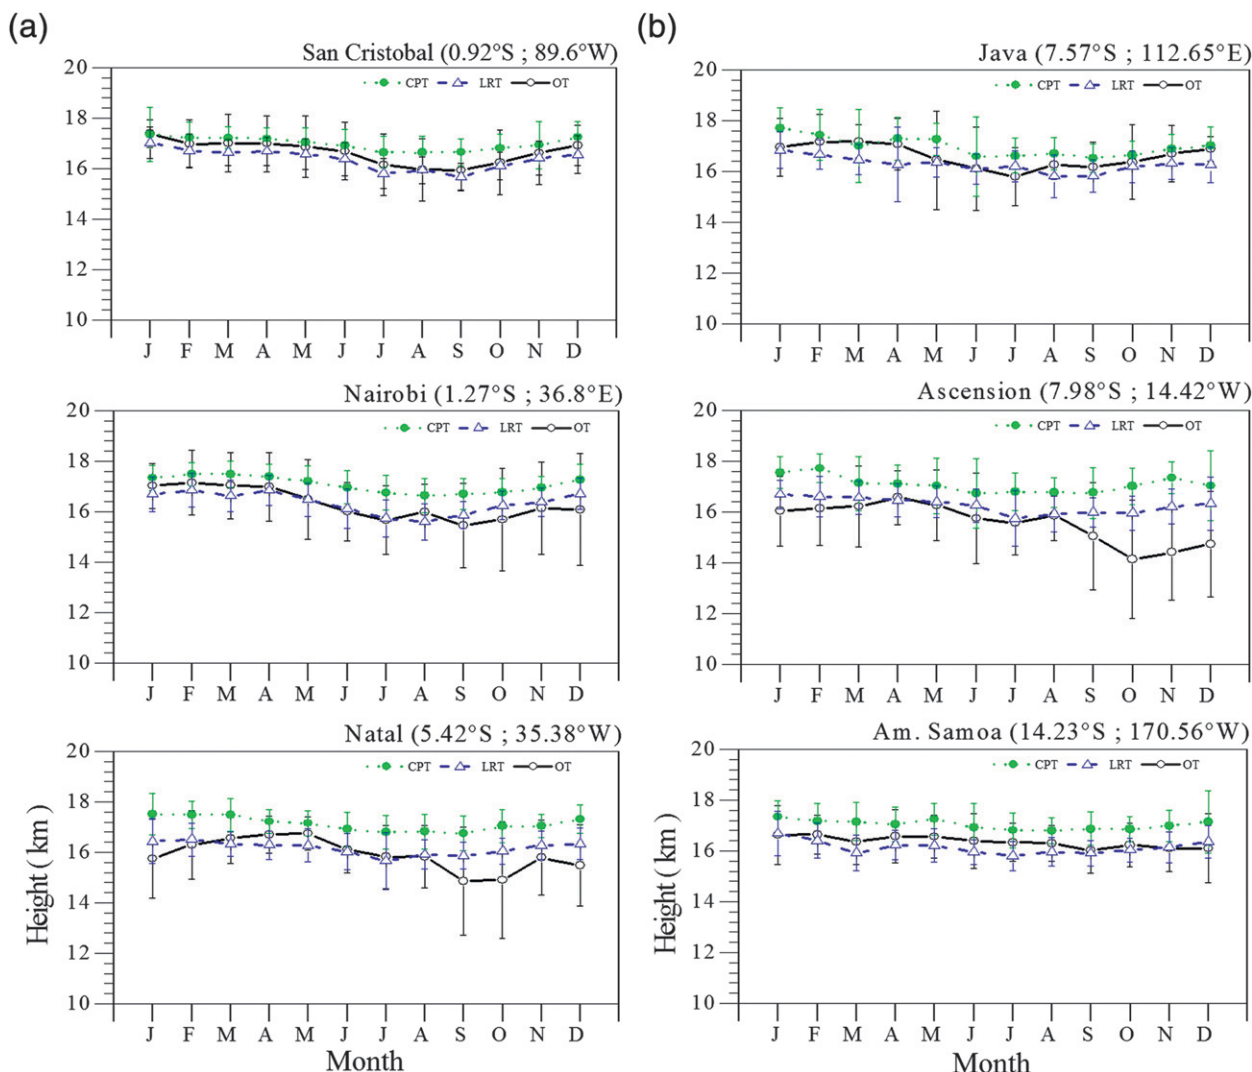 (a)
San Cristobal (0.92°S ; 89.6°W)
CPT LRT OT
20
18
16
14
12
10
J F M A M J J A S O N D
Nairobi (1.27°S ; 36.8°E)
CPT LRT OT
20
18
16
14
12
10
J F M A M J J A S O N D
Natal (5.42°S ; 35.38°W)
CPT LRT OT
20
18
16
14
12
10
Height ( km )
J F M A M J J A S O N D
Month
(b)
Java (7.57°S ; 112.65°E)
CPT LRT OT
20
18
16
14
12
10
J F M A M J J A S O N D
Ascension (7.98°S ; 14.42°W)
CPT LRT OT
20
18
16
14
12
10
J F M A M J J A S O N D
Am. Samoa (14.23°S ; 170.56°W)
CPT LRT OT
20
18
16
14
12
10
Height ( km )
J F M A M J J A S O N D
Month